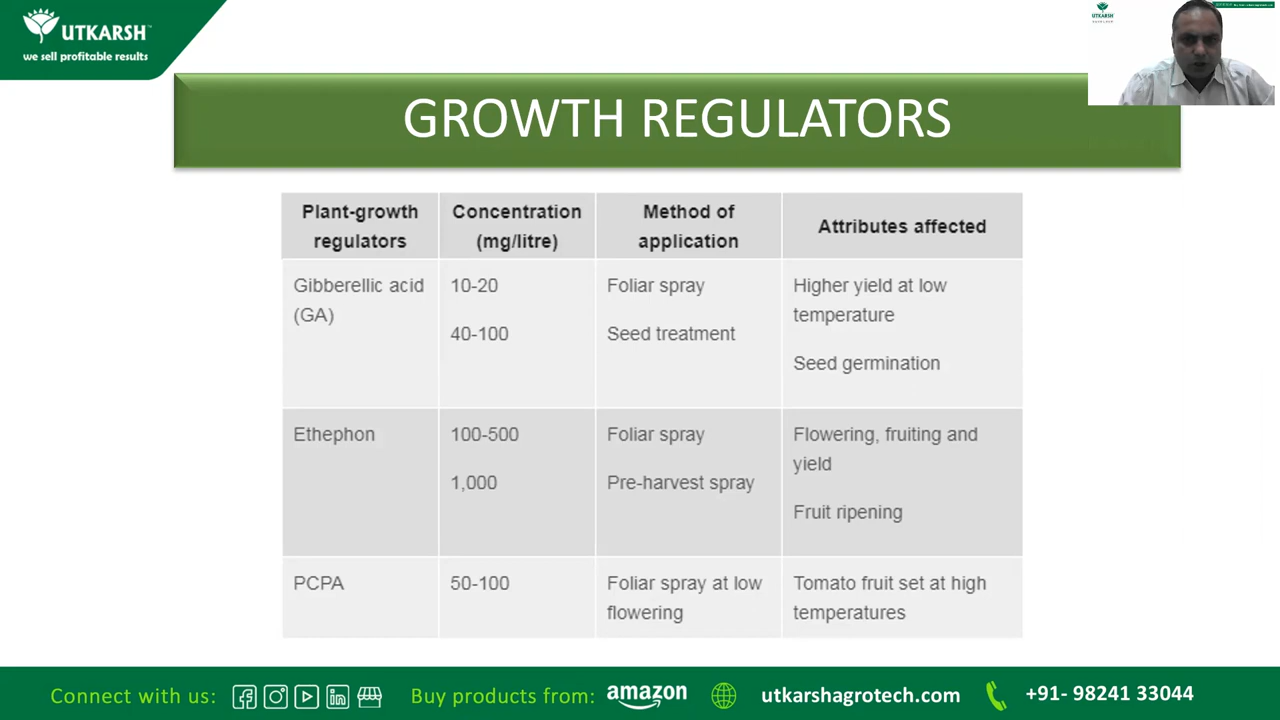 UTKARSH
we sell profitable results
GROWTH REGULATORS
Plant-growth regulators
Concentration (mg/litre)
Method of application
Attributes affected
Gibberellic acid (GA)
10-20
40-100
Foliar spray
Seed treatment
Higher yield at low
temperature
Seed germination
Ethephon
100-500
1,000
Foliar spray
Pre-harvest spray
Flowering, fruiting and
yield
Fruit ripening
PCPA
50-100
Foliar spray at low
flowering
Tomato fruit set at high
temperatures
Connect with us:
Buy products from: amazon
utkarshagrotech.com
+91- 98241 33044